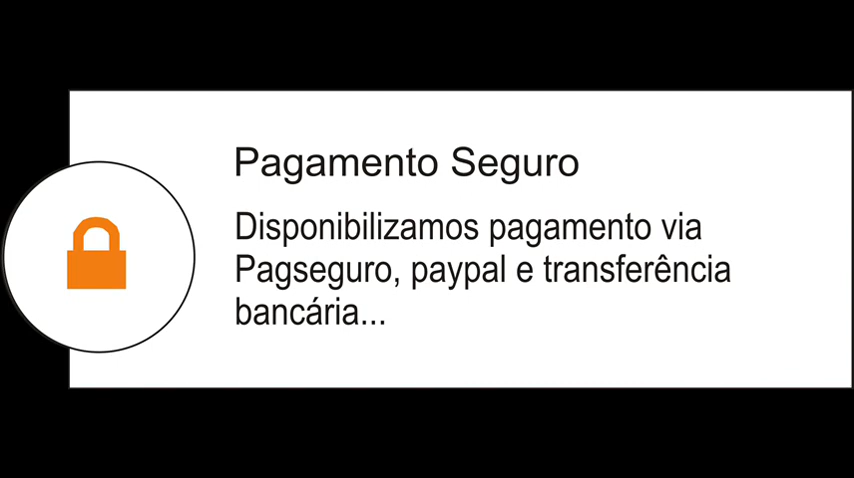 Pagamento Seguro
Disponibilizamos pagamento via
Pagseguro, paypal e transferência
bancária...